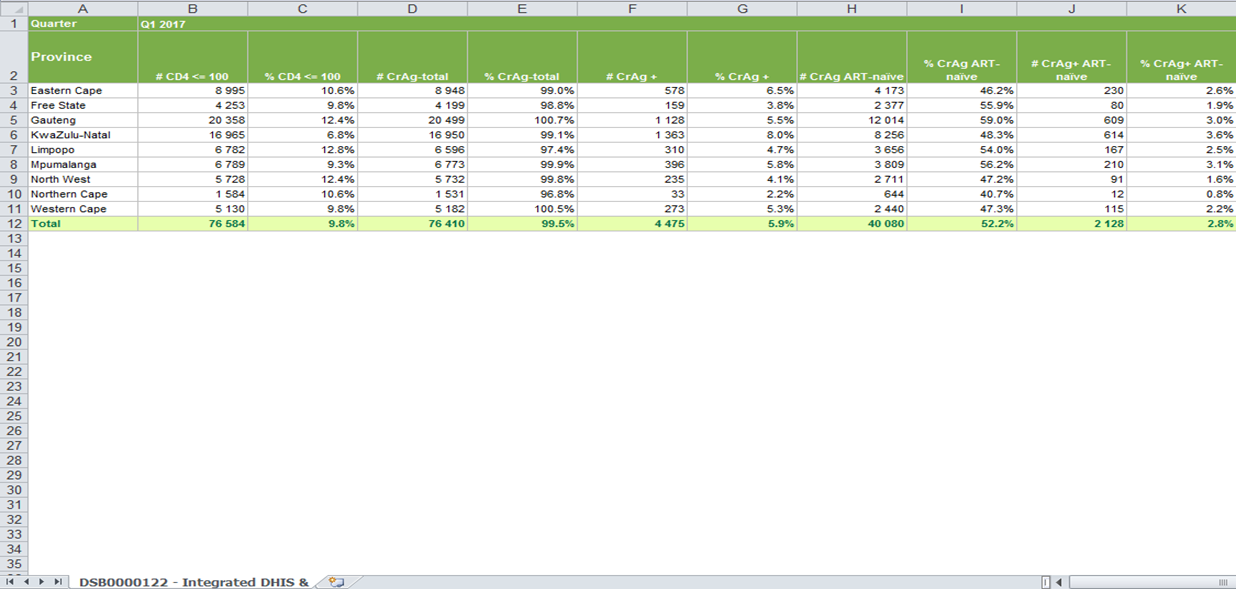 A B C D E F G H I J K
1 Quarter Q1 2017
2 Province # CD4 <= 100 % CD4 <= 100 # CrAg-total % CrAg-total # CrAg + % CrAg + # CrAg ART-naïve % CrAg ART-naïve # CrAg+ ART-naïve % CrAg+ ART-naïve
3 Eastern Cape 8 995 10.6% 8 948 99.0% 578 6.5% 4 173 46.2% 230 2.6%
4 Free State 4 253 9.8% 4 199 98.8% 159 3.8% 2 377 55.9% 80 1.9%
5 Gauteng 20 358 12.4% 20 499 100.7% 1 128 5.5% 12 014 59.0% 609 3.0%
6 KwaZulu-Natal 16 965 6.8% 16 950 99.1% 1 363 8.0% 8 256 48.3% 614 3.6%
7 Limpopo 6 782 12.8% 6 596 97.4% 310 4.7% 3 656 54.0% 167 2.5%
8 Mpumalanga 6 789 9.3% 6 773 99.9% 396 5.8% 3 809 56.2% 210 3.1%
9 North West 5 728 12.4% 5 732 99.8% 235 4.1% 2 711 47.2% 91 1.6%
10 Northern Cape 1 584 10.6% 1 531 96.8% 33 2.2% 644 40.7% 12 0.8%
11 Western Cape 5 130 9.8% 5 182 100.5% 273 5.3% 2 440 47.3% 115 2.2%
12 Total 76 584 9.8% 76 410 99.5% 4 475 5.9% 40 080 52.2% 2 128 2.8%
13
14
15
16
17
18
19
20
21
22
23
24
25
26
27
28
29
30
31
32
33
34
35
DSB0000122 - Integrated DHIS &